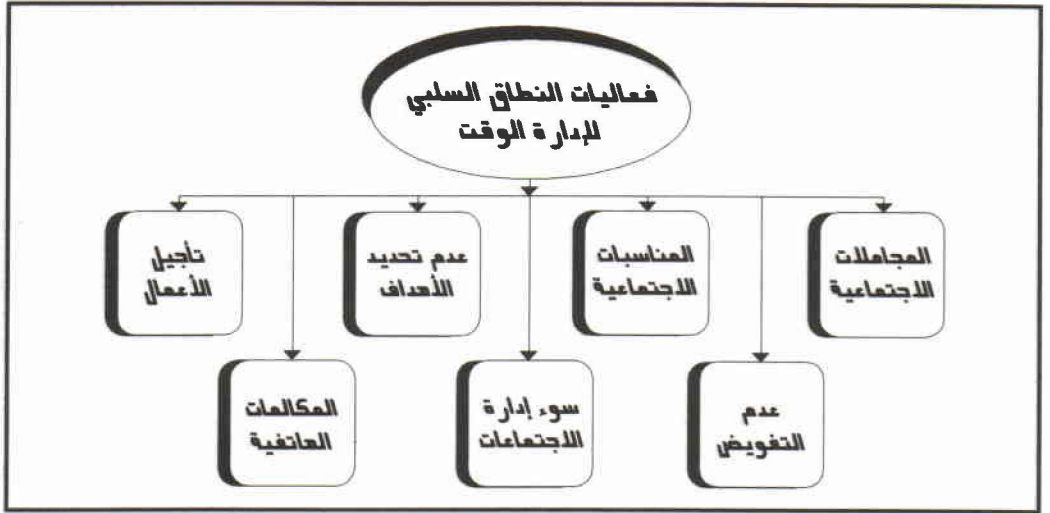 فعاليات النطاق السلبي
لإدارة الوقت
المجاملات
الاجتماعية
المناسبات
الاجتماعية
عدم تحديد
الأهداف
تأجيل
الأعمال
عدم
التفويض
سوء إدارة
الاجتماعات
المكالمات
الهاتفية